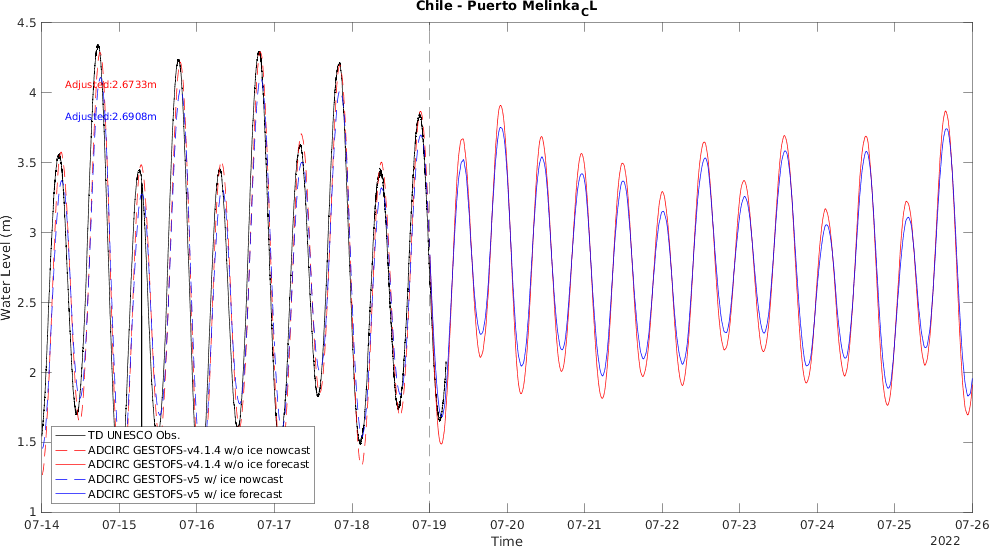 Chile - Puerto MelinkaCL
4.5
4
3.5
3
2.5
2
1.5
1
Water Level (m)
Adjusted:2.6733m
Adjusted:2.6908m
TD UNESCO Obs.
ADCIRC GESTOFS-v4.1.4 w/o ice nowcast
ADCIRC GESTOFS-v4.1.4 w/o ice forecast
ADCIRC GESTOFS-v5 w/ ice nowcast
ADCIRC GESTOFS-v5 w/ ice forecast
07-14 07-15 07-16 07-17 07-18 07-19 07-20 07-21 07-22 07-23 07-24 07-25 07-26
Time
2022